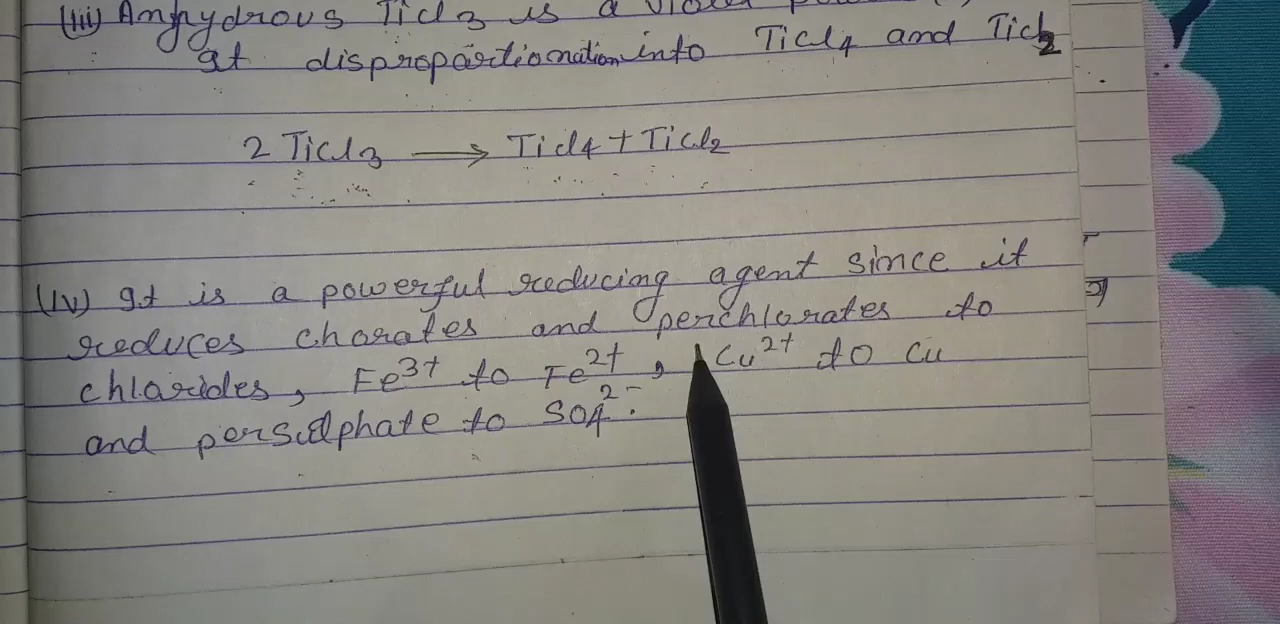 (iii) Anhydrous TiCl3 is a violet
It disproportionation into TiCl4 and TiCl2
2 TiCl3 → TiCl4 + TiCl2
(iv) It is a powerful reducing agent since it
reduces chorates and perchlorates to
chlorides, Fe3+ to Fe2+, Cu2+ to Cu
and persulphate to SO4 2-.